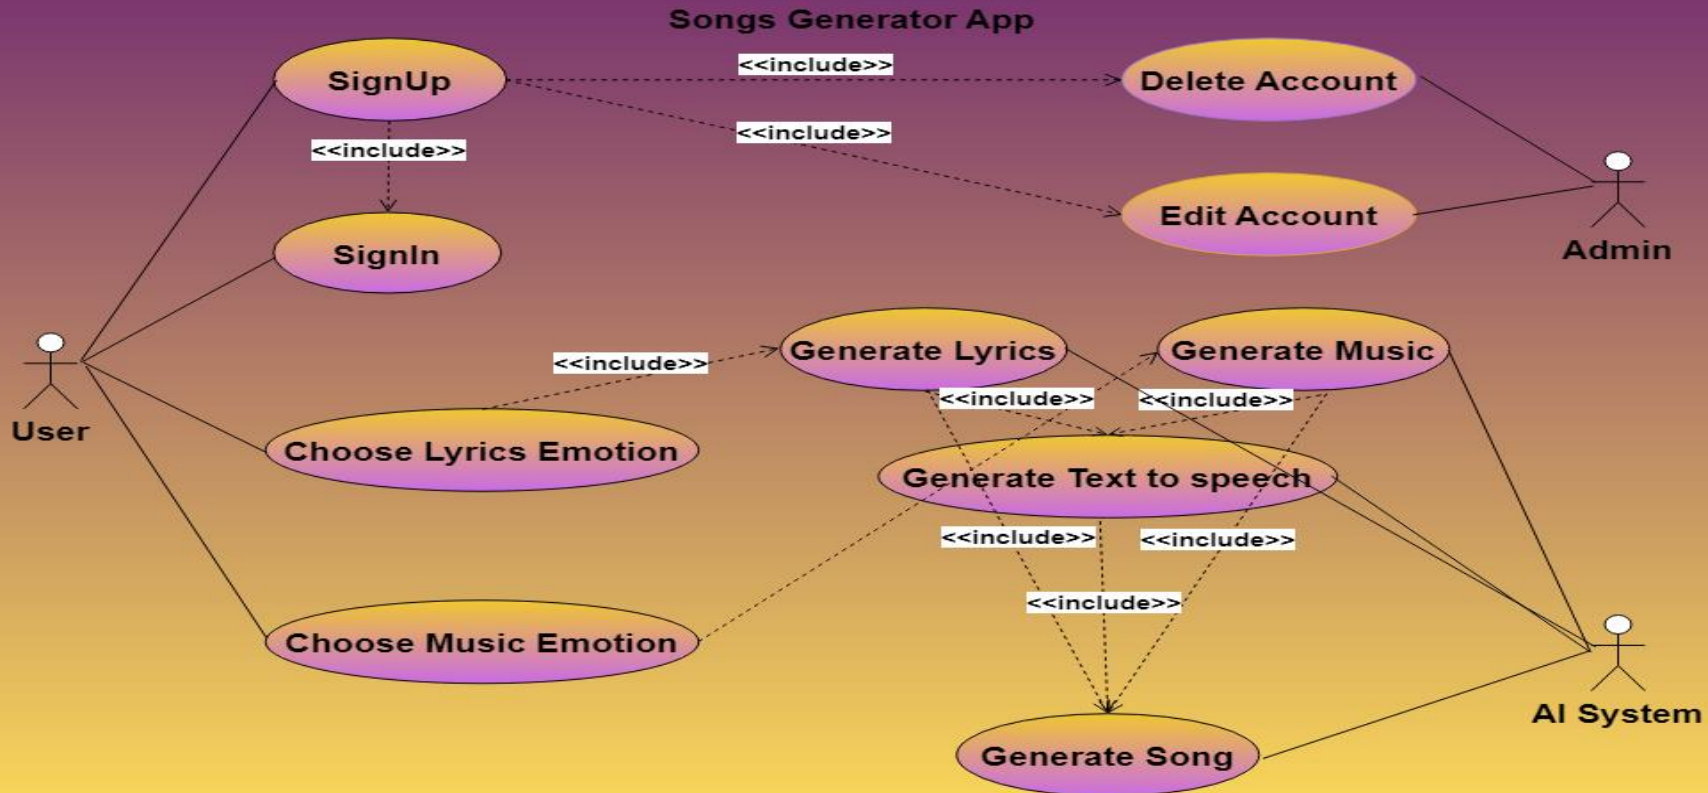 Songs Generator App
SignUp
<<include>>
Delete Account
<<include>>
<<include>>
Edit Account
Admin
SignIn
User
<<include>>
Generate Lyrics
Generate Music
<<include>>
<<include>>
Choose Lyrics Emotion
Generate Text to speech
<<include>>
<<include>>
<<include>>
Choose Music Emotion
AI System
Generate Song